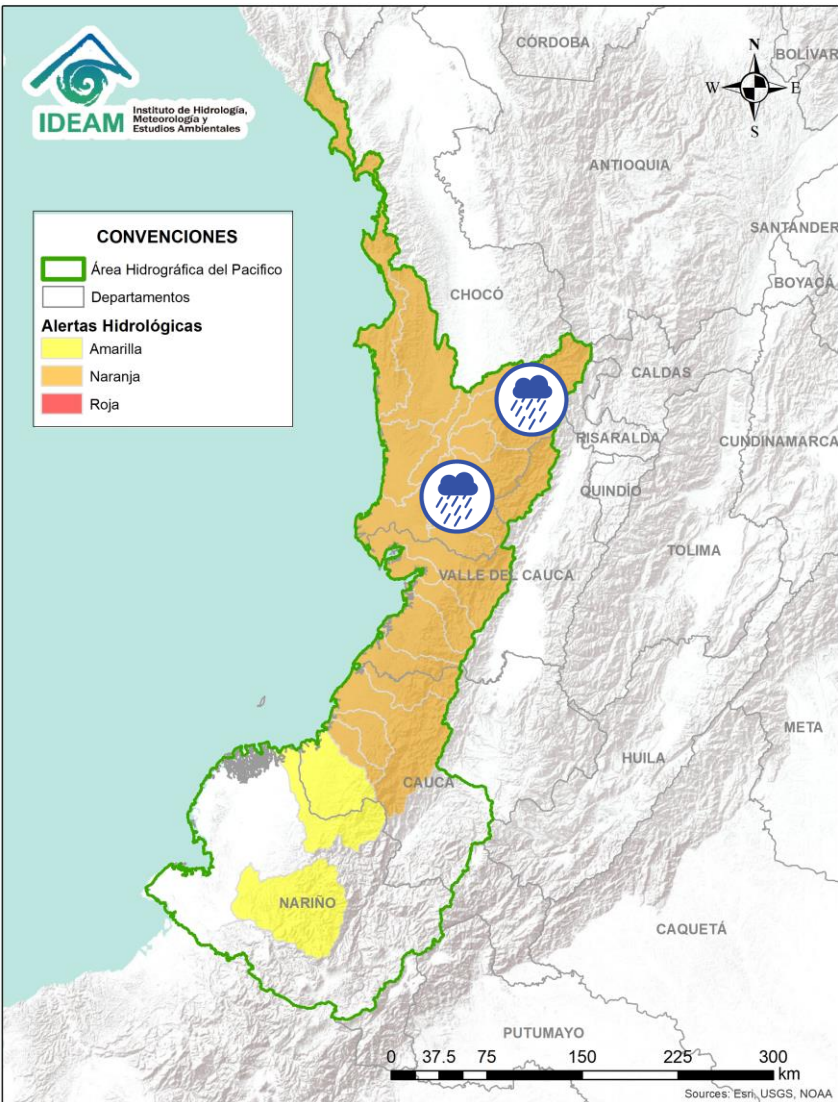 IDEAM
Instituto de Hidrología,
Meteorología y
Estudios Ambientales
N
W
E
S
CONVENCIONES
Área Hidrográfica del Pacifico
Departamentos
Alertas Hidrológicas
Amarilla
Naranja
Roja
CÓRDOBA
BOLÍVAR
ANTIOQUIA
SANTANDER
BOYACÁ
CHOCÓ
CALDAS
RISARALDA
CUNDINAMARCA
QUINDÍO
TOLIMA
VALLE DEL CAUCA
META
HUILA
CAUCA
NARIÑO
CAQUETÁ
PUTUMAYO
0 37.5 75 150 225 300
km
Sources: Esri, USGS, NOAA